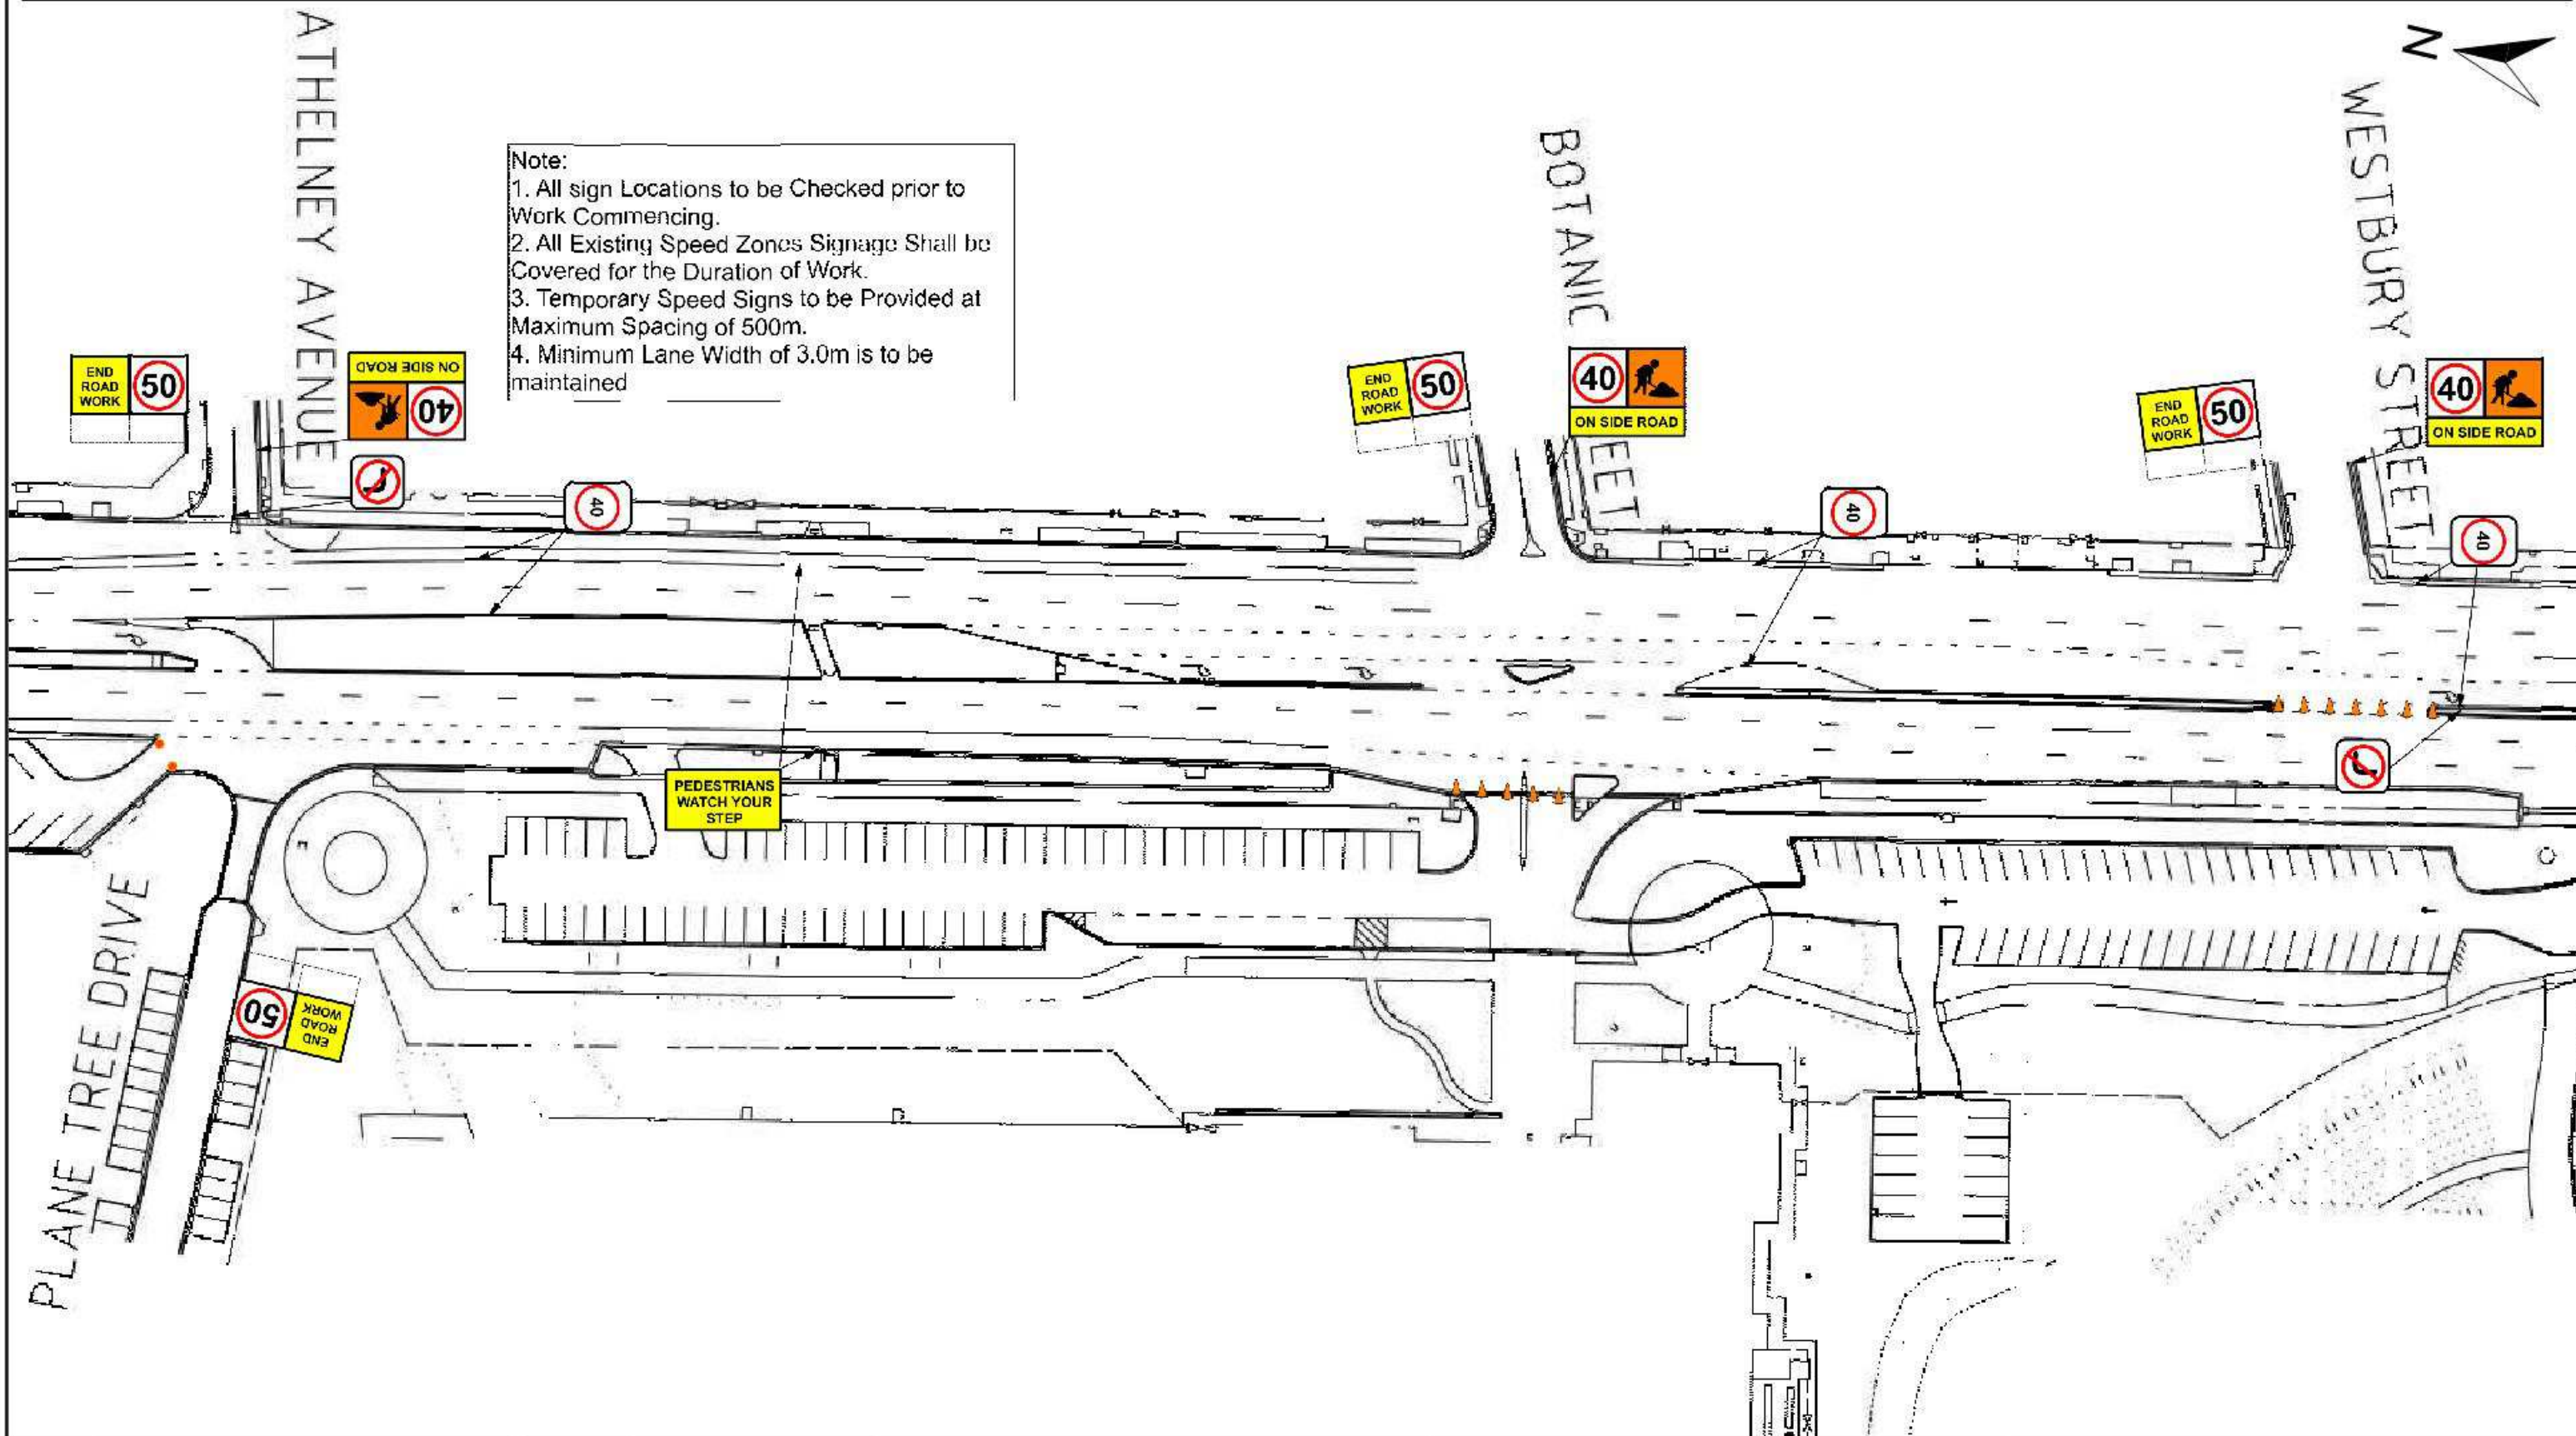 N
ATHELNEY AVENUE
BOTANIC
EET
WESTBURY STREET
Note:
1. All sign Locations to be Checked prior to
Work Commencing.
2. All Existing Speed Zones Signage Shall be
Covered for the Duration of Work.
3. Temporary Speed Signs to be Provided at
Maximum Spacing of 500m.
4. Minimum Lane Width of 3.0m is to be
maintained
END
ROAD
WORK
50
ON SIDE ROAD
40
40
END
ROAD
WORK
50
40
ON SIDE ROAD
40
END
ROAD
WORK
50
40
ON SIDE ROAD
40
PEDESTRIANS
WATCH YOUR
STEP
PLANE TREE DRIVE
END
ROAD
WORK
50